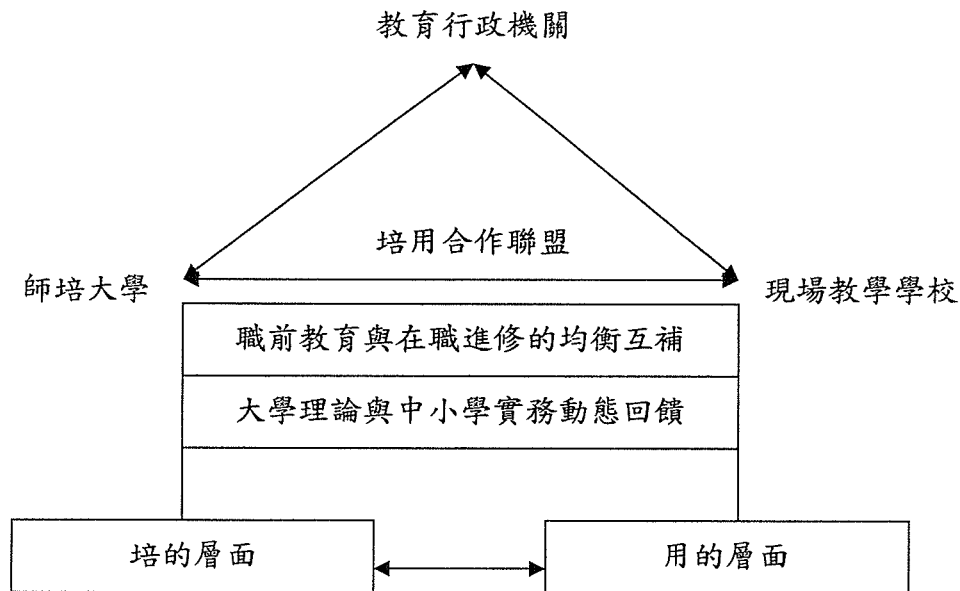 教育行政機關
培用合作聯盟
師培大學
現場教學學校
職前教育與在職進修的均衡互補
大學理論與中小學實務動態回饋
培的層面
用的層面